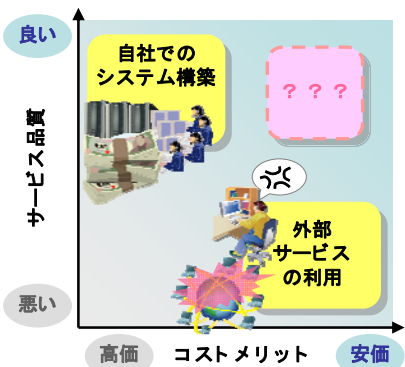 良い
自社での
システム構築
？ ？ ？
サービス品質
外部
サービス
の利用
悪い
高価
コストメリット
安価